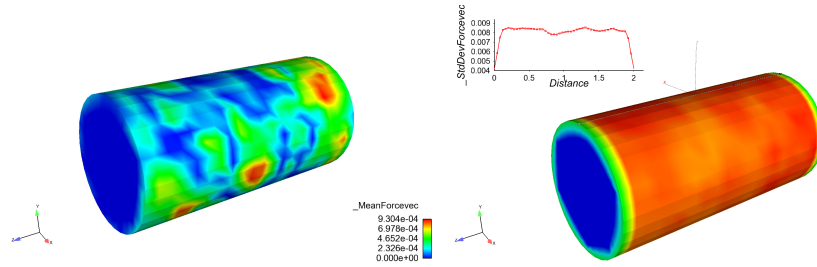 _StdDevForcevec
0.009
0.008
0.007
0.006
0.005
0.004
0 0.5 1 1.5 2
Distance
_MeanForcevec
9.304e-04
6.978e-04
4.652e-04
2.326e-04
0.000e+00
Y
Z
X
Y
Z
X